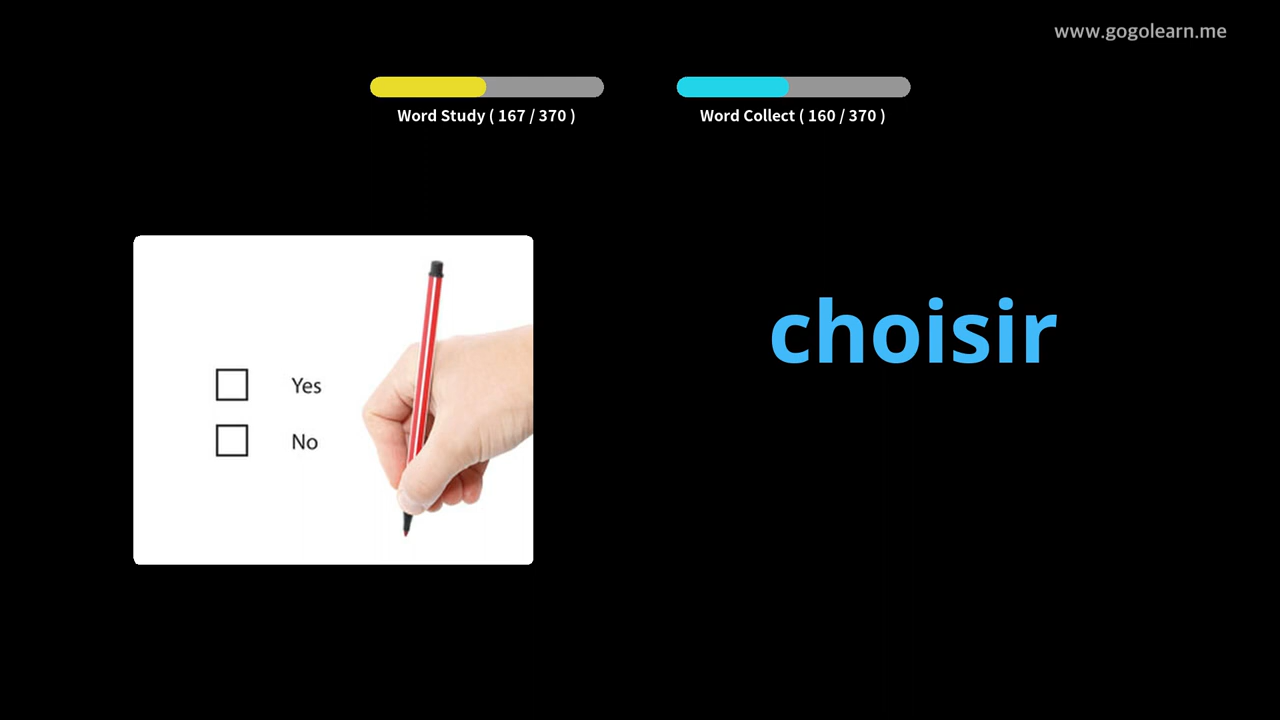 www.gogolearn.me
Word Study ( 167 / 370 )
Word Collect ( 160 / 370 )
choisir
Yes
No